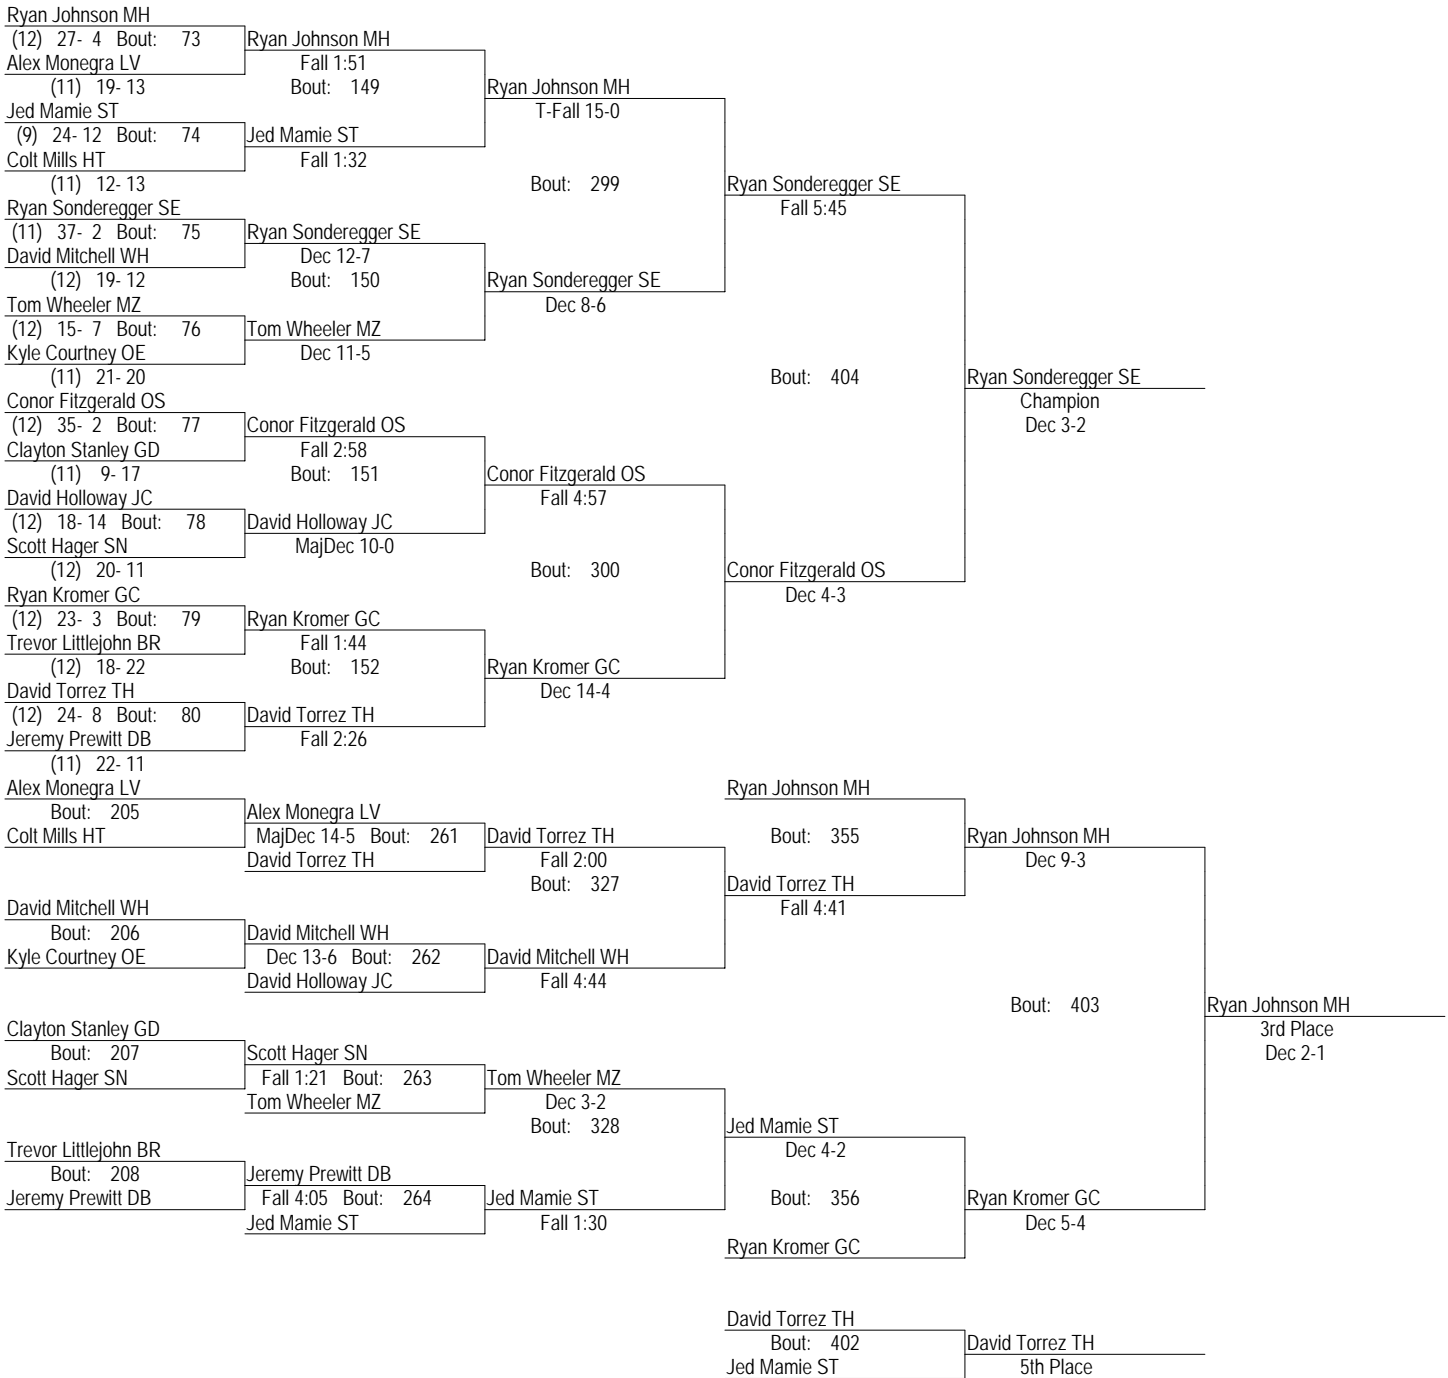 Ryan Johnson MH
(12) 27- 4 Bout: 73 Ryan Johnson MH
Alex Monegra LV Fall 1:51
(11) 19- 13 Bout: 149 Ryan Johnson MH
Jed Mamie ST T-Fall 15-0
(9) 24- 12 Bout: 74 Jed Mamie ST
Colt Mills HT Fall 1:32
(11) 12- 13 Bout: 299 Ryan Sonderegger SE
Ryan Sonderegger SE Fall 5:45
(11) 37- 2 Bout: 75 Ryan Sonderegger SE
David Mitchell WH Dec 12-7
(12) 19- 12 Bout: 150 Ryan Sonderegger SE
Tom Wheeler MZ Dec 8-6
(12) 15- 7 Bout: 76 Tom Wheeler MZ
Kyle Courtney OE Dec 11-5
(11) 21- 20 Bout: 404 Ryan Sonderegger SE
Conor Fitzgerald OS Champion
(12) 35- 2 Bout: 77 Conor Fitzgerald OS Dec 3-2
Clayton Stanley GD Fall 2:58
(11) 9- 17 Bout: 151 Conor Fitzgerald OS
David Holloway JC Fall 4:57
(12) 18- 14 Bout: 78 David Holloway JC
Scott Hager SN MajDec 10-0
(12) 20- 11 Bout: 300 Conor Fitzgerald OS
Ryan Kromer GC Dec 4-3
(12) 23- 3 Bout: 79 Ryan Kromer GC
Trevor Littlejohn BR Fall 1:44
(12) 18- 22 Bout: 152 Ryan Kromer GC
David Torrez TH Dec 14-4
(12) 24- 8 Bout: 80 David Torrez TH
Jeremy Prewitt DB Fall 2:26
(11) 22- 11
Alex Monegra LV Ryan Johnson MH
Bout: 205 Alex Monegra LV
Colt Mills HT MajDec 14-5 Bout: 261 David Torrez TH Bout: 355 Ryan Johnson MH
David Torrez TH Fall 2:00 Dec 9-3
Bout: 327 David Torrez TH
David Mitchell WH Fall 4:41
Bout: 206 David Mitchell WH
Kyle Courtney OE Dec 13-6 Bout: 262 David Mitchell WH
David Holloway JC Fall 4:44
Bout: 403 Ryan Johnson MH
Clayton Stanley GD 3rd Place
Bout: 207 Scott Hager SN Dec 2-1
Scott Hager SN Fall 1:21 Bout: 263 Tom Wheeler MZ
Tom Wheeler MZ Dec 3-2
Bout: 328 Jed Mamie ST
Trevor Littlejohn BR Dec 4-2
Bout: 208 Jeremy Prewitt DB
Jeremy Prewitt DB Fall 4:05 Bout: 264 Jed Mamie ST Bout: 356 Ryan Kromer GC
Jed Mamie ST Fall 1:30 Dec 5-4
Ryan Kromer GC
David Torrez TH
Bout: 402 David Torrez TH
Jed Mamie ST 5th Place